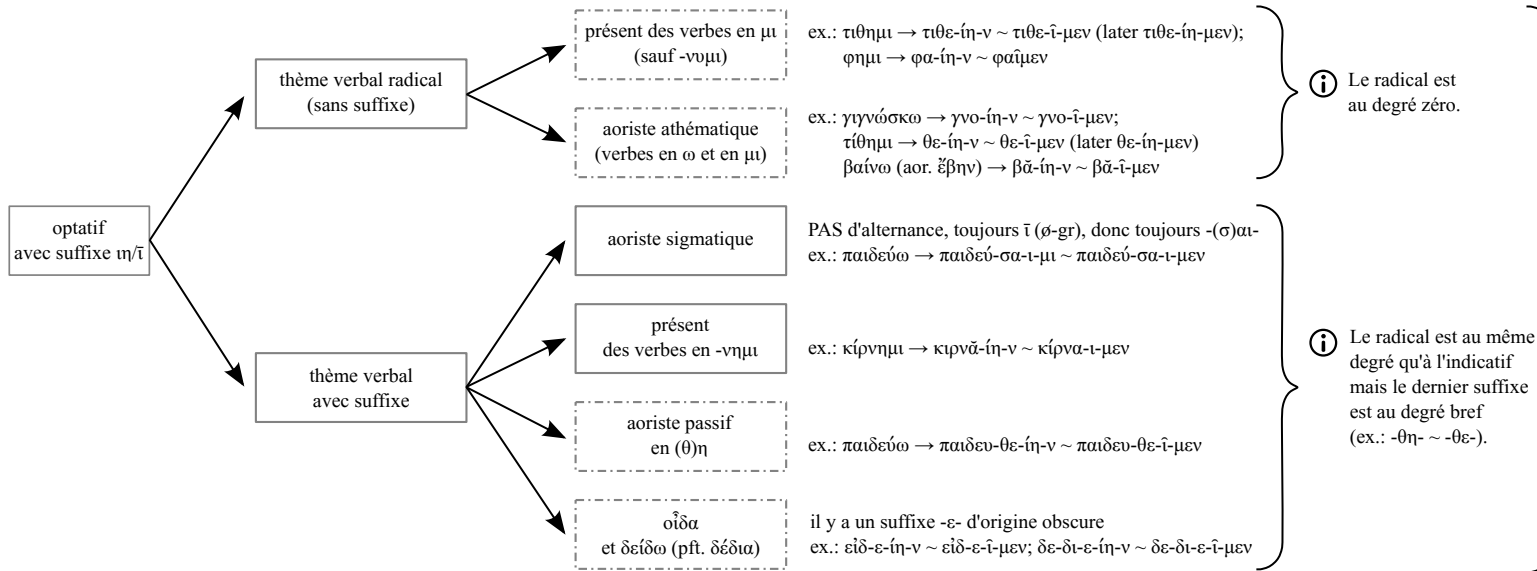 optatif
avec suffixe ιη/ῑ
thème verbal radical
(sans suffixe)
présent des verbes en μι
(sauf -νυμι)
ex.: τιθημι → τιθε-ίη-ν ~ τιθε-ῖ-μεν (later τιθε-ίη-μεν);
φημι → φα-ίη-ν ~ φαῖμεν
aoriste athématique
(verbes en ω et en μι)
ex.: γιγνώσκω → γνο-ίη-ν ~ γνο-ῖ-μεν;
τίθημι → θε-ίη-ν ~ θε-ῖ-μεν (later θε-ίη-μεν)
βαίνω (aor. ἔβην) → βᾰ-ίη-ν ~ βᾰ-ῖ-μεν
Le radical est
au degré zéro.
thème verbal
avec suffixe
aoriste sigmatique
PAS d'alternance, toujours ῑ (ø-gr), donc toujours -(σ)αι-
ex.: παιδεύω → παιδεύ-σα-ι-μι ~ παιδεύ-σα-ι-μεν
présent
des verbes en -νημι
ex.: κίρνημι → κιρνᾰ-ίη-ν ~ κίρνα-ι-μεν
aoriste passif
en (θ)η
ex.: παιδεύω → παιδευ-θε-ίη-ν ~ παιδευ-θε-ῖ-μεν
οἶδα
et δείδω (pft. δέδια)
il y a un suffixe -ε- d'origine obscure
ex.: εἰδ-ε-ίη-ν ~ εἰδ-ε-ῖ-μεν; δε-δι-ε-ίη-ν ~ δε-δι-ε-ῖ-μεν
Le radical est au même
degré qu'à l'indicatif
mais le dernier suffixe
est au degré bref
(ex.: -θη- ~ -θε-).